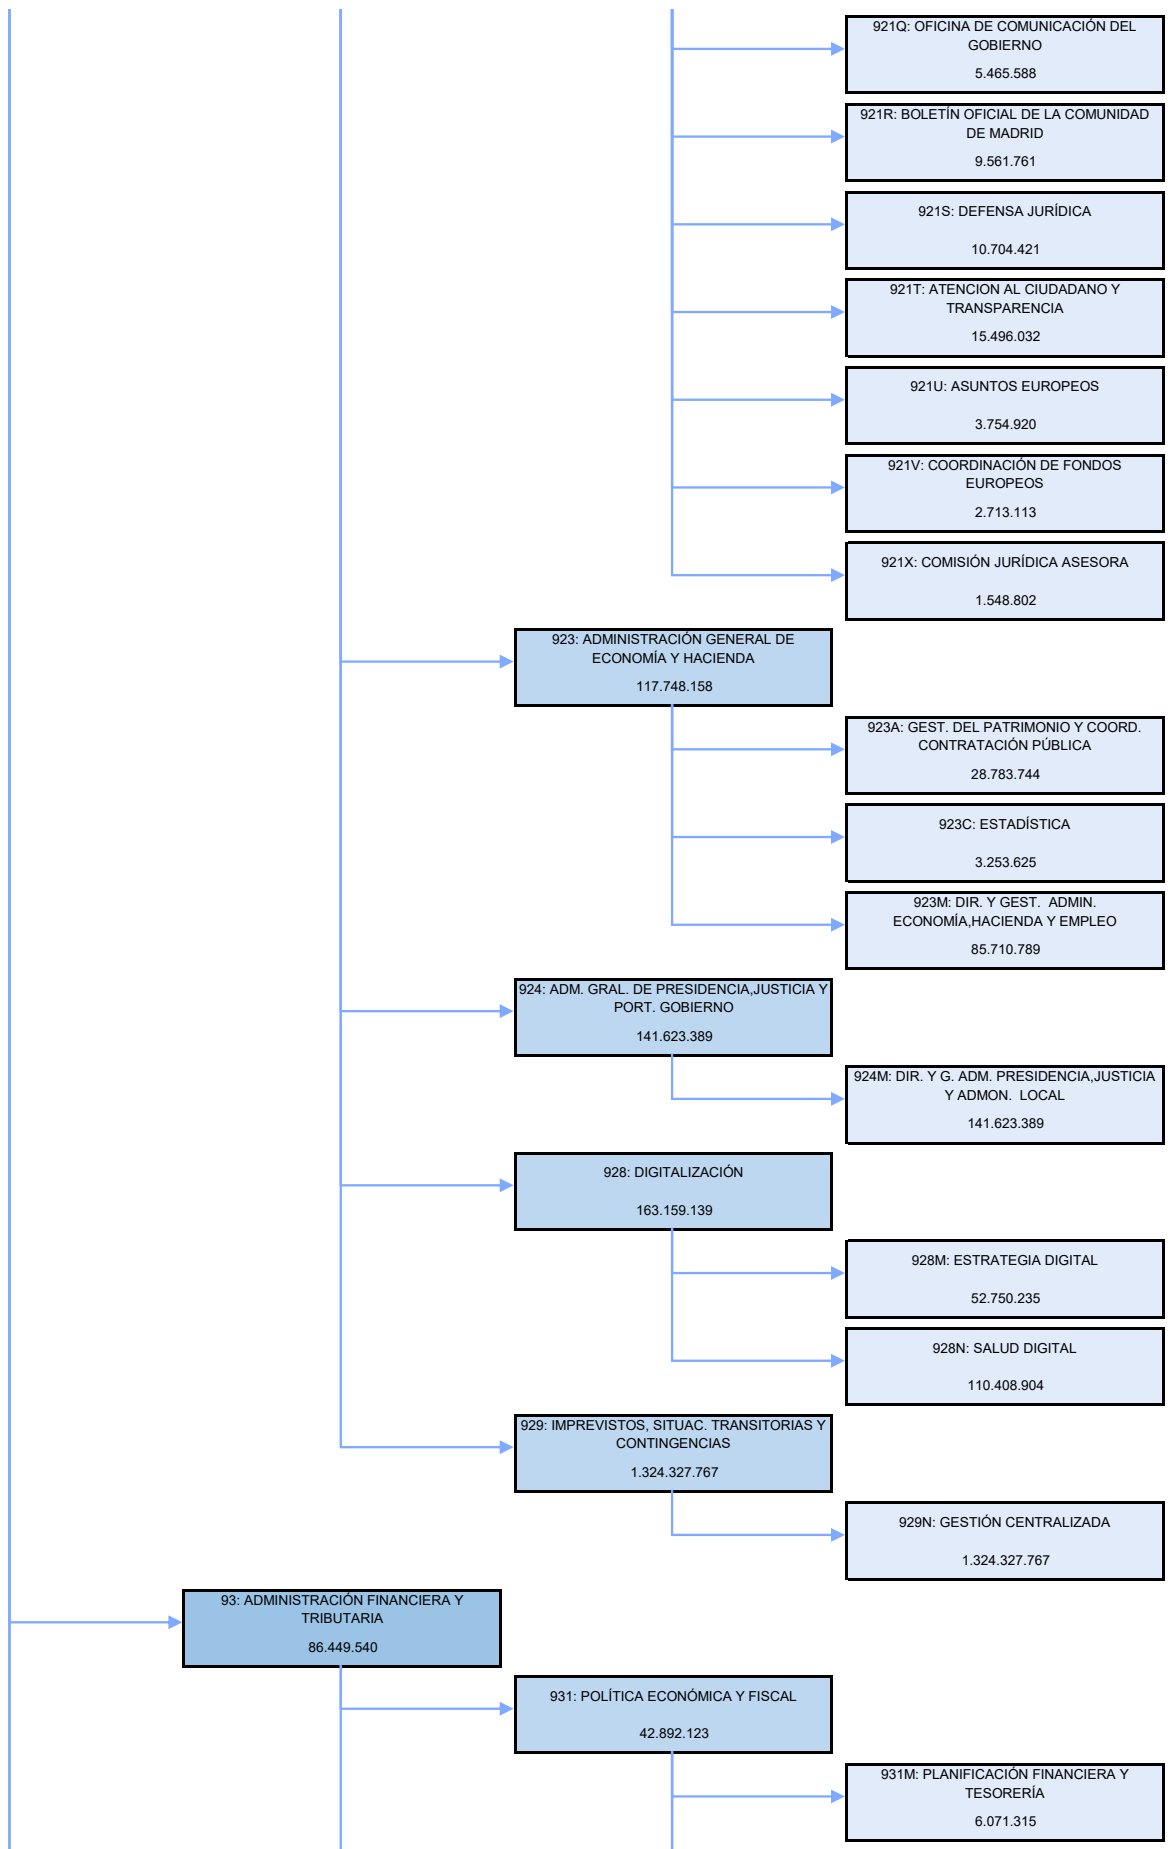 921Q: OFICINA DE COMUNICACIÓN DEL
GOBIERNO
5.465.588
921R: BOLETÍN OFICIAL DE LA COMUNIDAD
DE MADRID
9.561.761
921S: DEFENSA JURÍDICA
10.704.421
921T: ATENCION AL CIUDADANO Y
TRANSPARENCIA
15.496.032
921U: ASUNTOS EUROPEOS
3.754.920
921V: COORDINACIÓN DE FONDOS
EUROPEOS
2.713.113
921X: COMISIÓN JURÍDICA ASESORA
1.548.802
923: ADMINISTRACIÓN GENERAL DE
ECONOMÍA Y HACIENDA
117.748.158
923A: GEST. DEL PATRIMONIO Y COORD.
CONTRATACIÓN PÚBLICA
28.783.744
923C: ESTADÍSTICA
3.253.625
923M: DIR. Y GEST.  ADMIN.
ECONOMÍA,HACIENDA Y EMPLEO
85.710.789
924: ADM. GRAL. DE PRESIDENCIA,JUSTICIA Y
PORT. GOBIERNO
141.623.389
924M: DIR. Y G. ADM. PRESIDENCIA,JUSTICIA
Y ADMON.  LOCAL
141.623.389
928: DIGITALIZACIÓN
163.159.139
928M: ESTRATEGIA DIGITAL
52.750.235
928N: SALUD DIGITAL
110.408.904
929: IMPREVISTOS, SITUAC. TRANSITORIAS Y
CONTINGENCIAS
1.324.327.767
929N: GESTIÓN CENTRALIZADA
1.324.327.767
93: ADMINISTRACIÓN FINANCIERA Y
TRIBUTARIA
86.449.540
931: POLÍTICA ECONÓMICA Y FISCAL
42.892.123
931M: PLANIFICACIÓN FINANCIERA Y
TESORERÍA
6.071.315